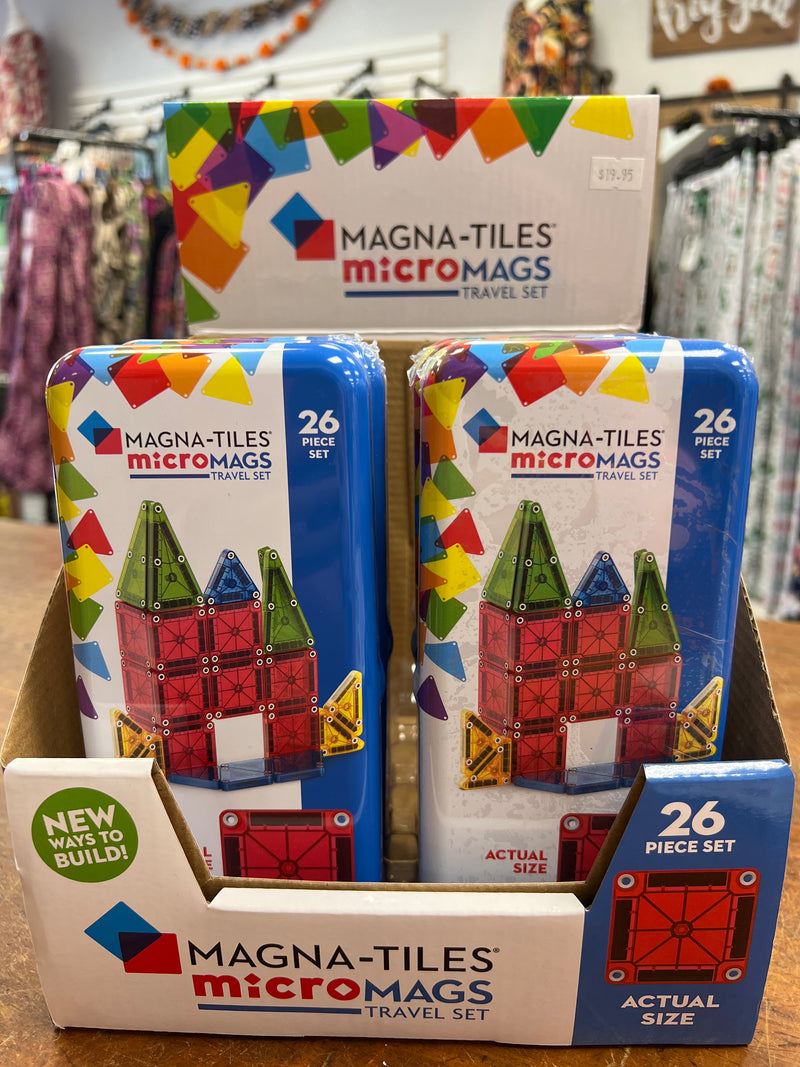 hey gurl
$19.95
MAGNA-TILES®
microMAGS
TRAVEL SET
MAGNA-TILES®
microMAGS
TRAVEL SET
26
PIECE
SET
MAGNA-TILES®
microMAGS
TRAVEL SET
26
PIECE
SET
ACTUAL
SIZE
NEW
WAYS TO
BUILD!
MAGNA-TILES®
microMAGS
TRAVEL SET
26
PIECE SET
ACTUAL
SIZE